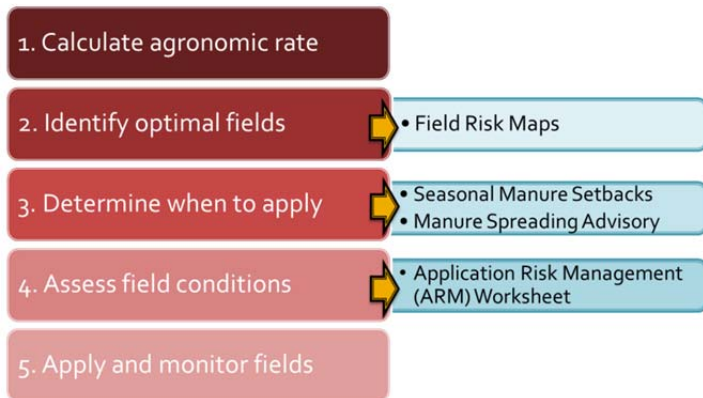 1. Calculate agronomic rate
2. Identify optimal fields
• Field Risk Maps
3. Determine when to apply
• Seasonal Manure Setbacks
• Manure Spreading Advisory
4. Assess field conditions
• Application Risk Management
(ARM) Worksheet
5. Apply and monitor fields